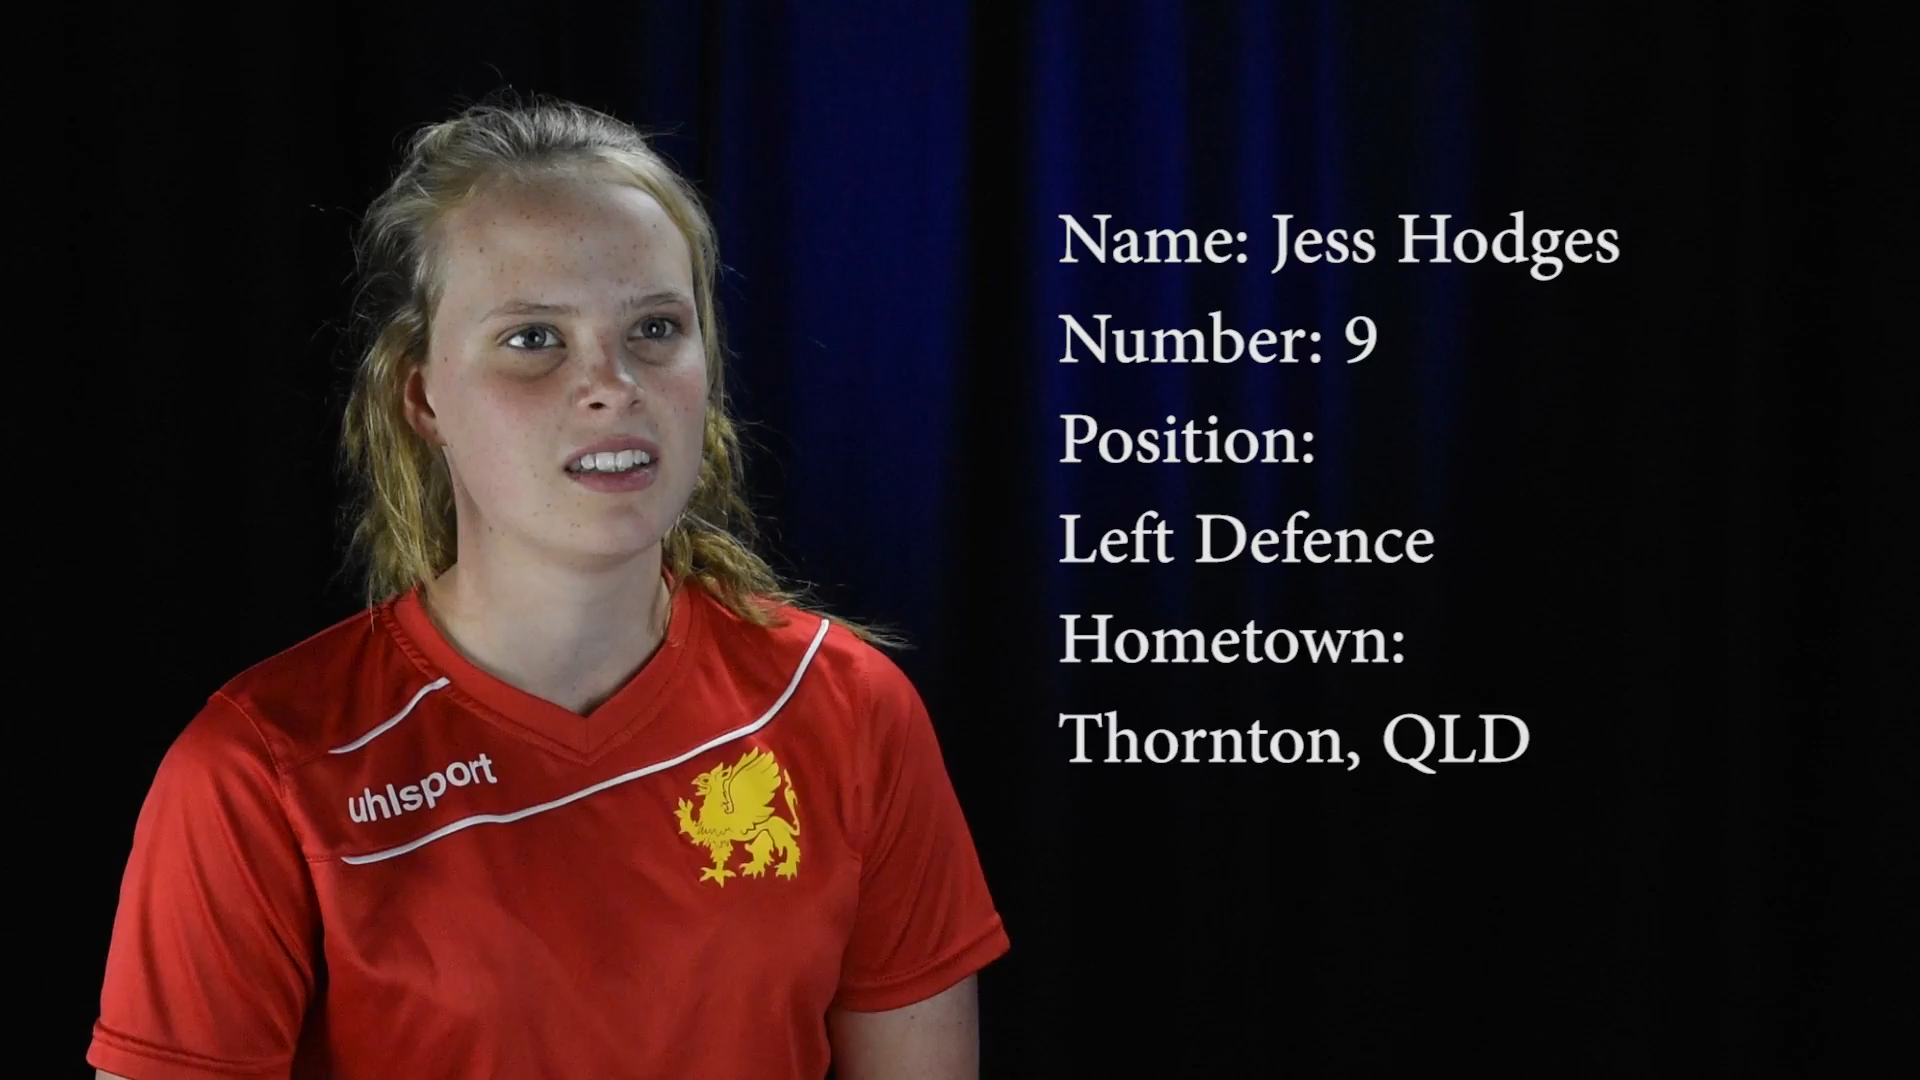 Name: Jess Hodges
Number: 9
Position:
Left Defence
Hometown:
Thornton, QLD
uhlsport